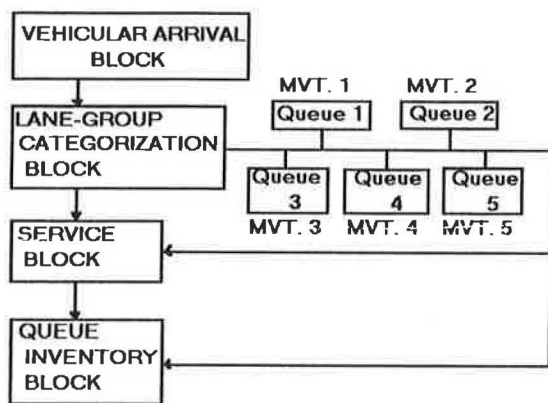 VEHICULAR ARRIVAL
BLOCK
LANE-GROUP
CATEGORIZATION
BLOCK
MVT. 1
MVT. 2
Queue 1
Queue 2
Queue
3
Queue
4
Queue
5
MVT. 3
MVT. 4
MVT. 5
SERVICE
BLOCK
QUEUE
INVENTORY
BLOCK